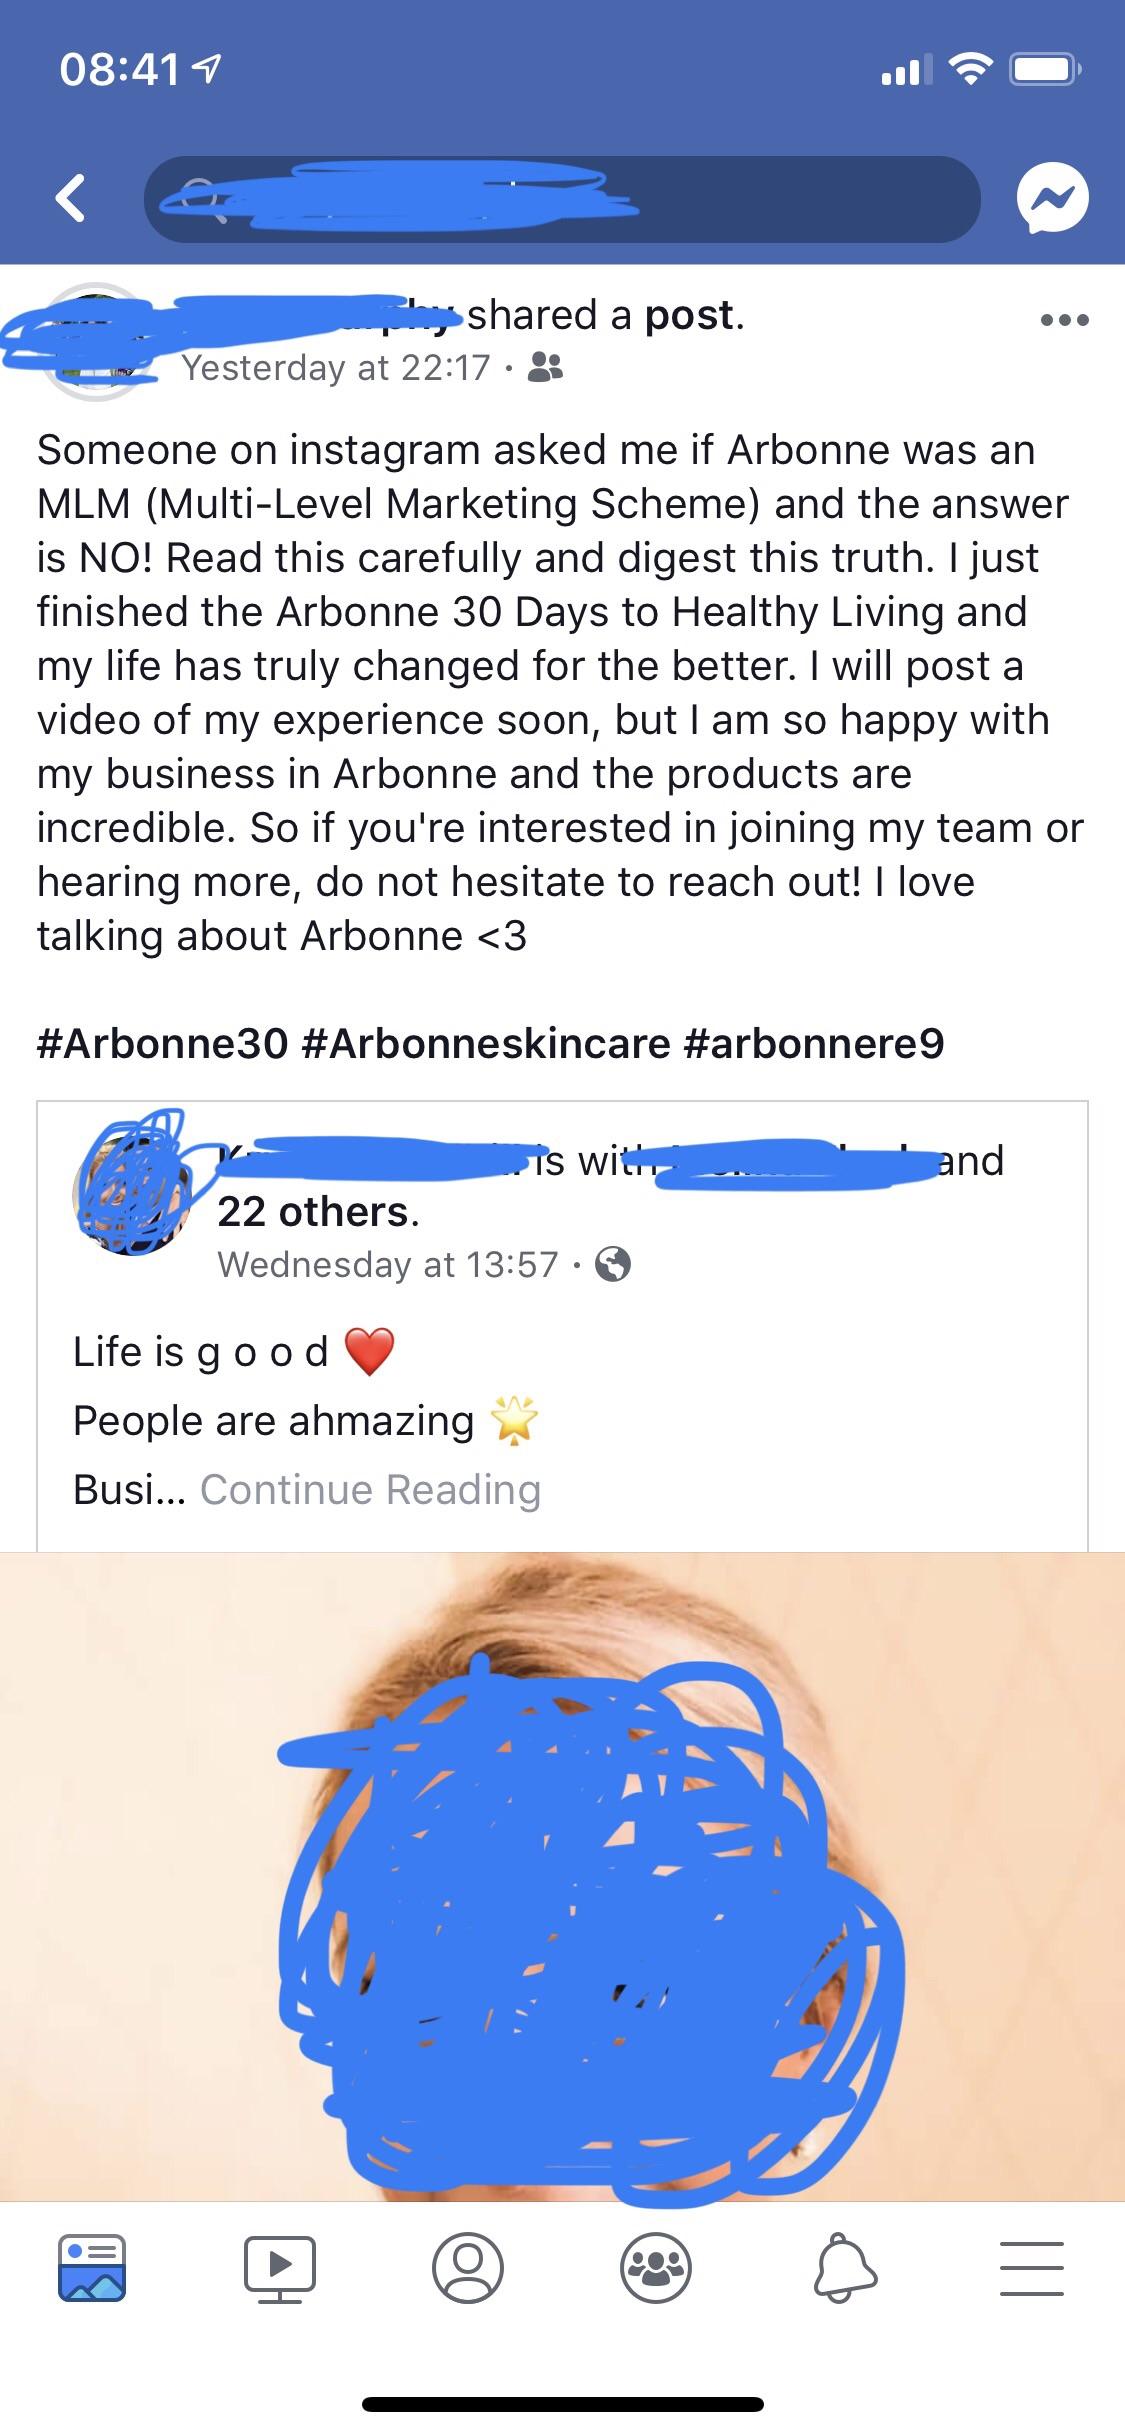 08:41
shared a post.
Yesterday at 22:17 ·
Someone on instagram asked me if Arbonne was an
MLM (Multi-Level Marketing Scheme) and the answer
is NO! Read this carefully and digest this truth. I just
finished the Arbonne 30 Days to Healthy Living and
my life has truly changed for the better. I will post a
video of my experience soon, but I am so happy with
my business in Arbonne and the products are
incredible. So if you're interested in joining my team or
hearing more, do not hesitate to reach out! I love
talking about Arbonne <3
#Arbonne30 #Arbonneskincare #arbonnere9
is with and
22 others.
Wednesday at 13:57 ·
Life is g o o d ❤️
People are ahmazing 🌟
Busi... Continue Reading